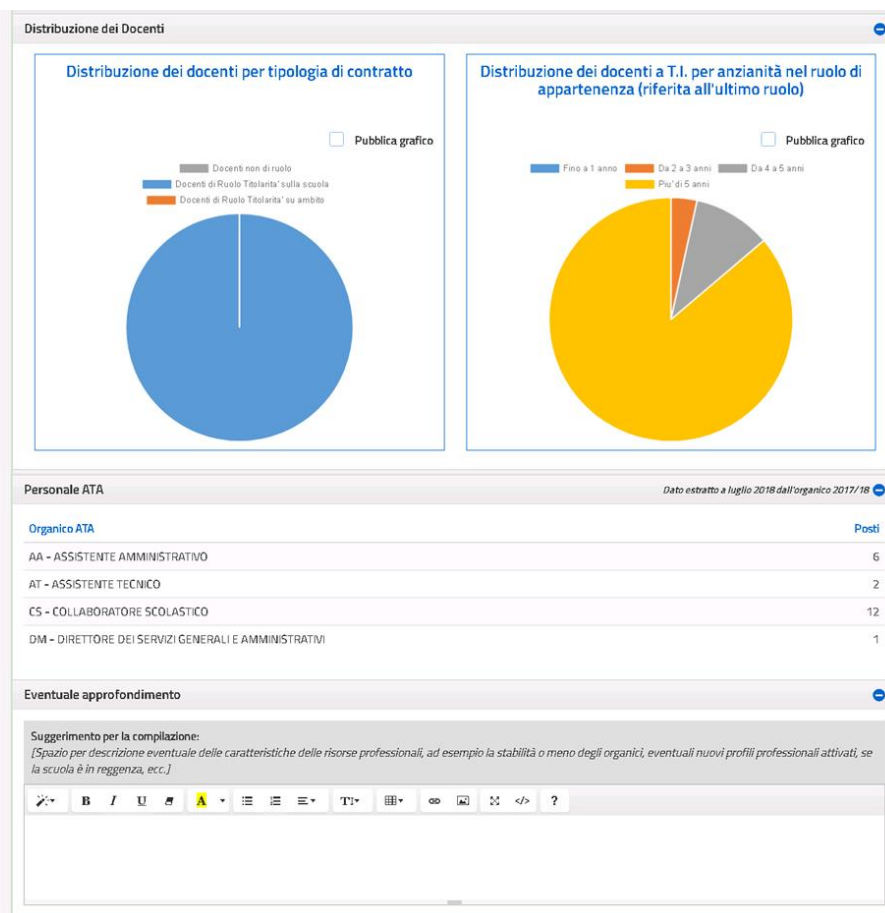 Distribuzione dei Docenti
Distribuzione dei docenti per tipologia di contratto
Pubblica grafico
Docenti non di ruolo
Docenti di Ruolo Titolarita' sulla scuola
Docenti di Ruolo Titolarita' su ambito
Distribuzione dei docenti a T.I. per anzianità nel ruolo di
appartenenza (riferita all'ultimo ruolo)
Pubblica grafico
Fino a 1 anno Da 2 a 3 anni Da 4 a 5 anni
Piu' di 5 anni
Personale ATA Dato estratto a luglio 2018 dall'organico 2017/18
Organico ATA Posti
AA - ASSISTENTE AMMINISTRATIVO 6
AT - ASSISTENTE TECNICO 2
CS - COLLABORATORE SCOLASTICO 12
DM - DIRETTORE DEI SERVIZI GENERALI E AMMINISTRATIVI 1
Eventuale approfondimento
Suggerimento per la compilazione:
[Spazio per descrizione eventuale delle caratteristiche delle risorse professionali, ad esempio la stabilità o meno degli organici, eventuali nuovi profili professionali attivati, se
la scuola è in reggenza, ecc.]
B I U A T </> ?